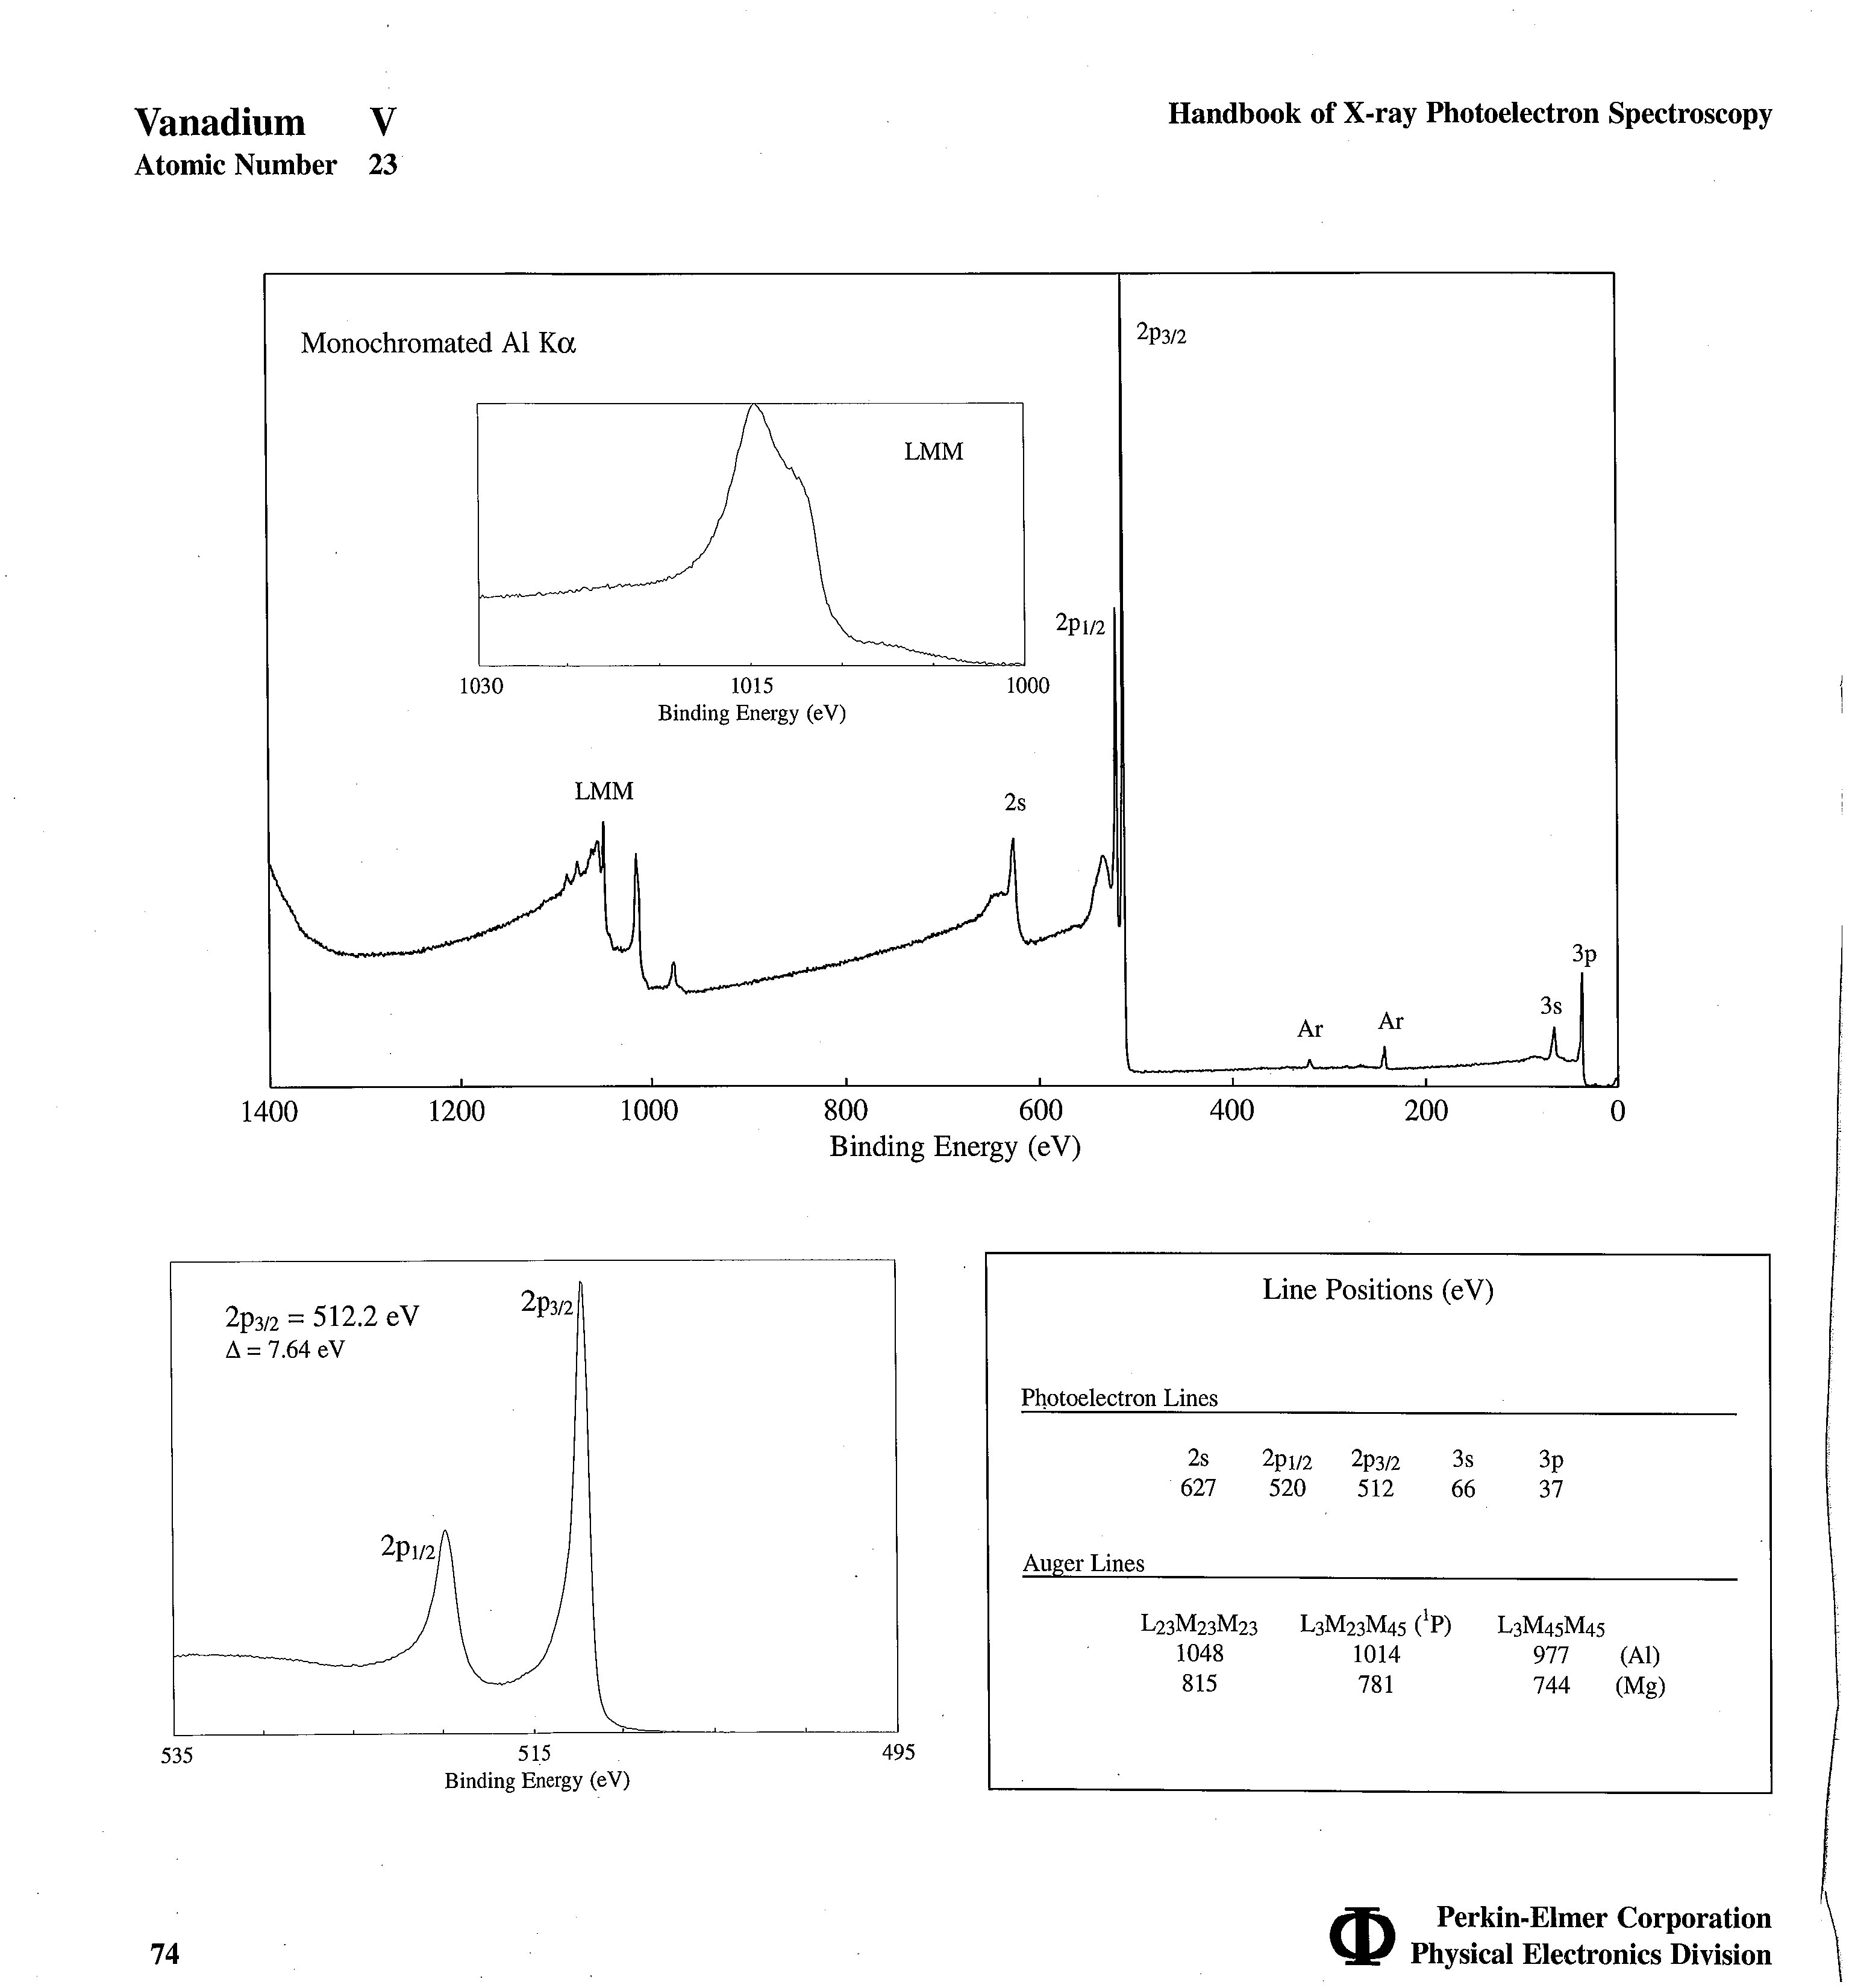 Vanadium V
Atomic Number 23
Handbook of X-ray Photoelectron Spectroscopy
Monochromated Al Kα
2p3/2
LMM
1030 1015 1000
Binding Energy (eV)
2p1/2
LMM
2s
Ar
Ar
3s
3p
1400 1200 1000 800 600 400 200 0
Binding Energy (eV)
2p3/2 = 512.2 eV
Δ = 7.64 eV
2p3/2
2p1/2
535 515 495
Binding Energy (eV)
Line Positions (eV)
Photoelectron Lines
2s 2p1/2 2p3/2 3s 3p
627 520 512 66 37
Auger Lines
L23M23M23 L3M23M45 (¹P) L3M45M45
1048 1014 977 (Al)
815 781 744 (Mg)
74
Perkin-Elmer Corporation
Physical Electronics Division